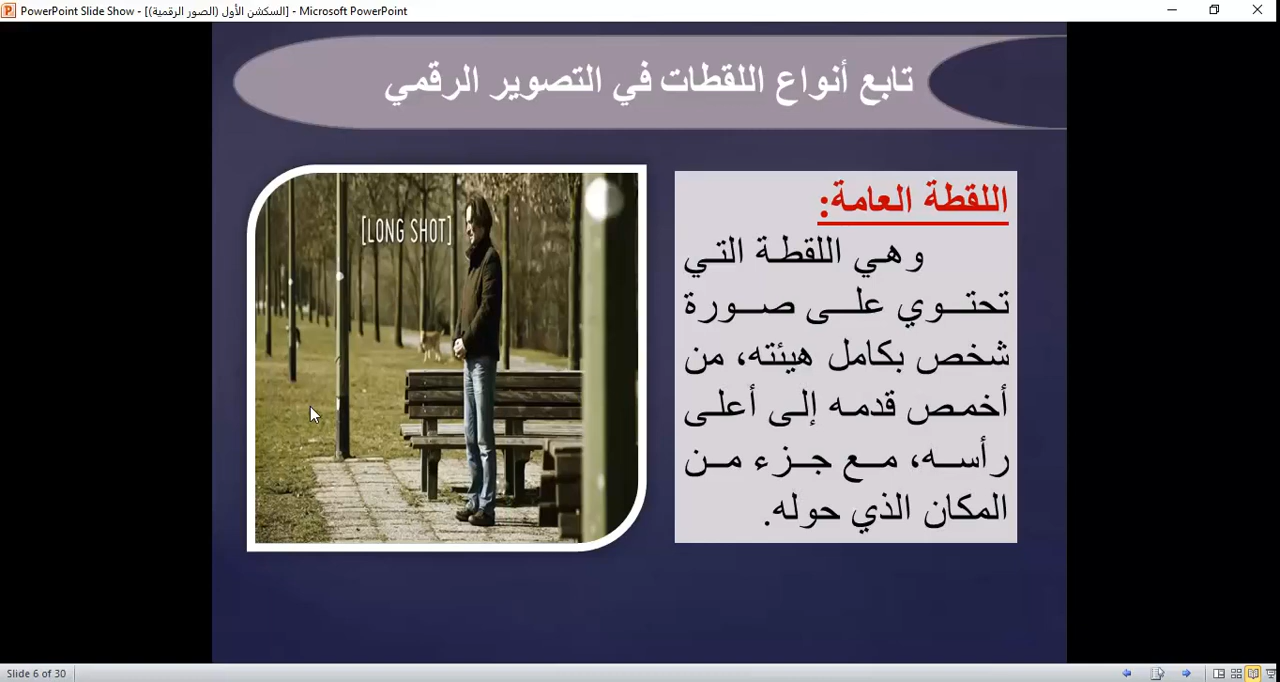 PowerPoint Slide Show - [السكشن الأول (الصور الرقمية)] - Microsoft PowerPoint
تابع أنواع اللقطات في التصوير الرقمي
اللقطة العامة:
وهي اللقطة التي
تحتوي على صورة
شخص بكامل هيئته، من
أخمص قدمه إلى أعلى
رأسه، مع جزء من
المكان الذي حوله.
[LONG SHOT]
Slide 6 of 30